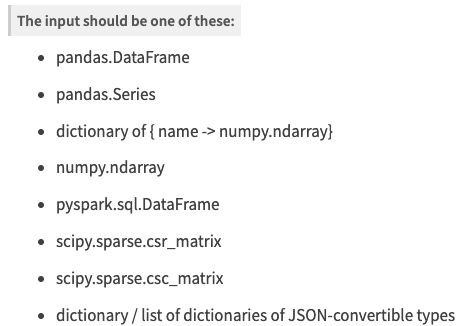 The input should be one of these:
• pandas.DataFrame
• pandas.Series
• dictionary of { name -> numpy.ndarray}
• numpy.ndarray
• pyspark.sql.DataFrame
• scipy.sparse.csr_matrix
• scipy.sparse.csc_matrix
• dictionary / list of dictionaries of JSON-convertible types